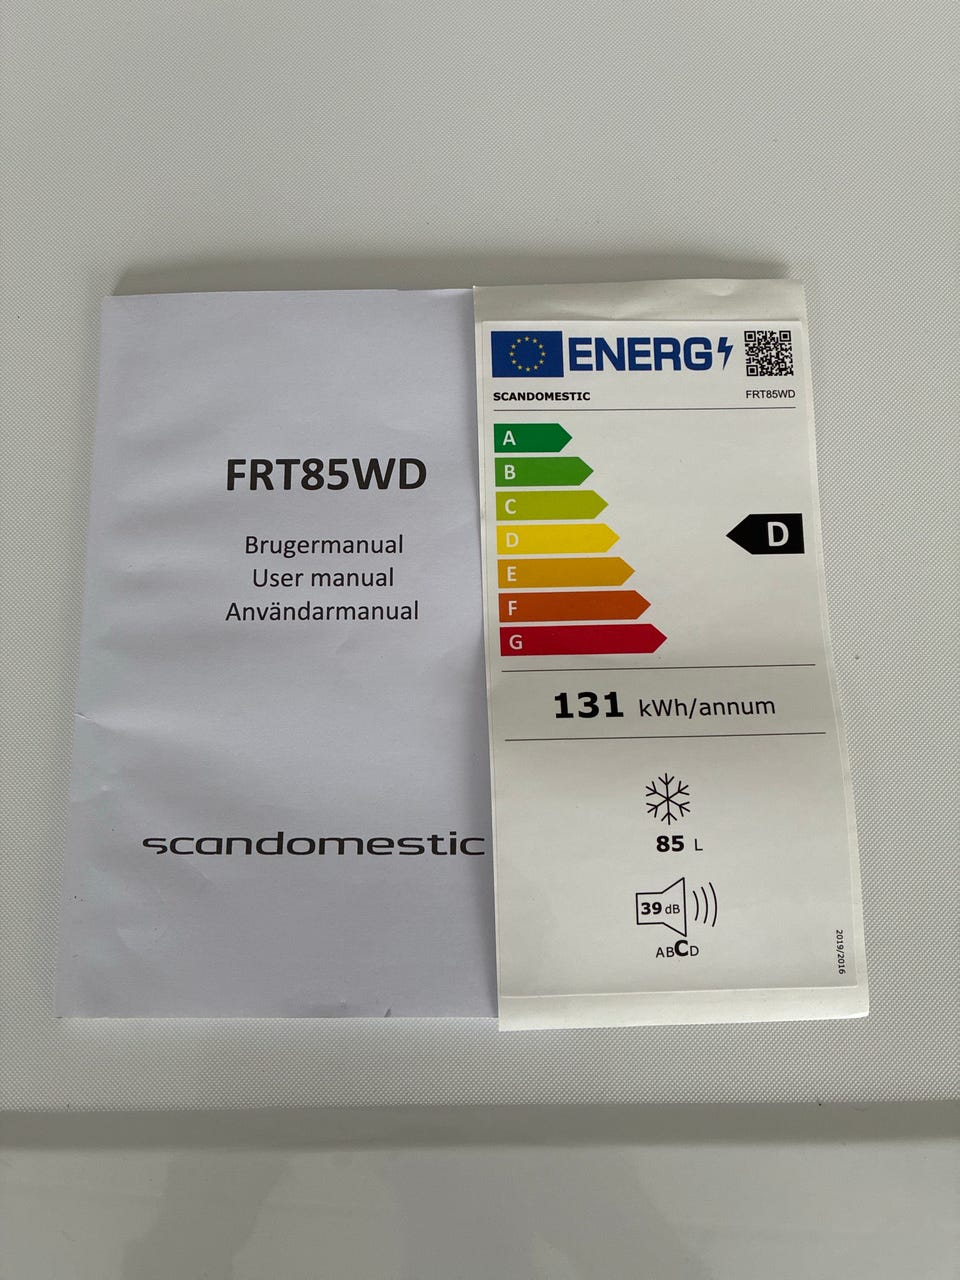 FRT85WD
Brugermanual
User manual
Användarmanual
scandomestic
ENERG
SCANDOMESTIC FRT85WD
A
B
C
D
E
F
G
D
131 kWh/annum
85 L
39 dB
ABCD
2019/2016